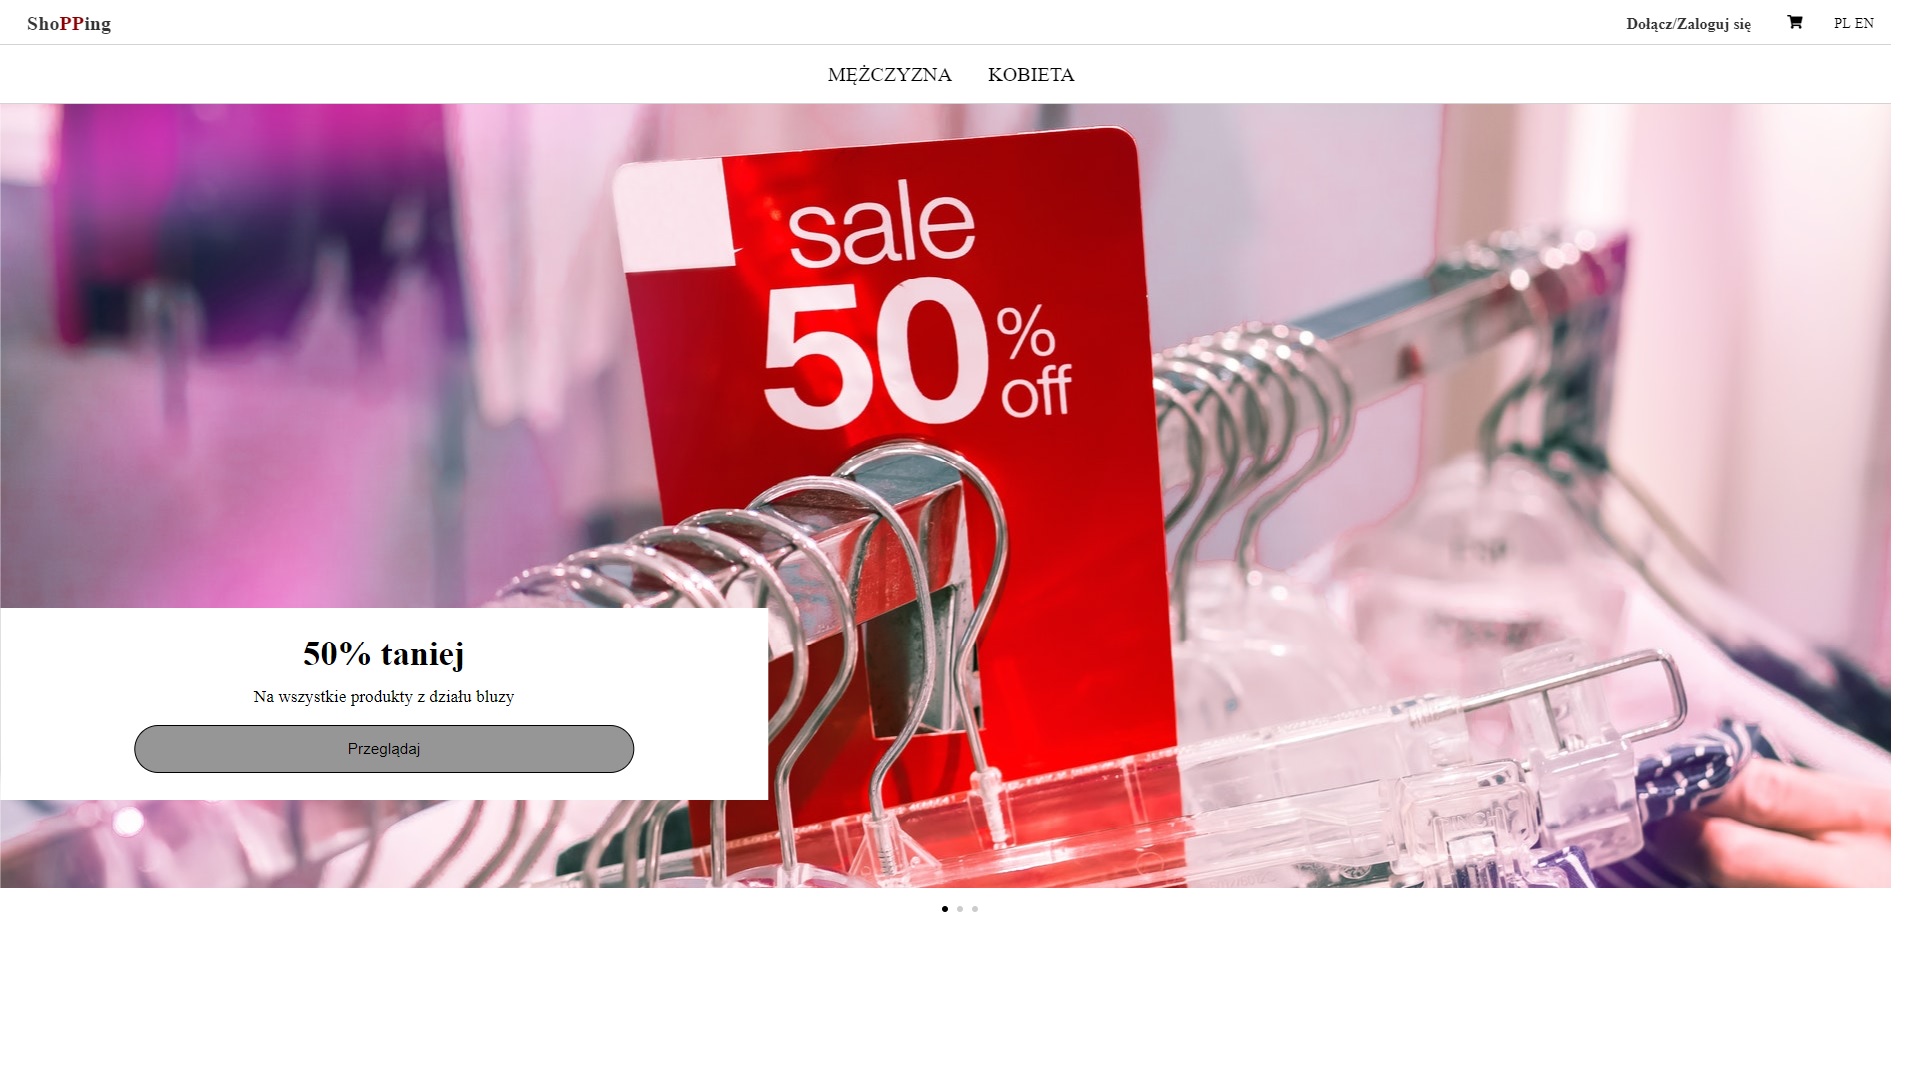 ShoPPing
Dołącz/Zaloguj się
PL EN
MĘŻCZYZNA
KOBIETA
sale
50%
off
50% taniej
Na wszystkie produkty z działu bluzy
Przeglądaj